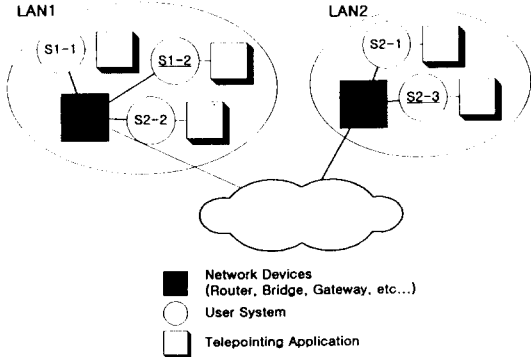 LAN1
LAN2
S1-1
S1-2
S2-2
S2-1
S2-3
Network Devices
(Router, Bridge, Gateway, etc...)
User System
Telepointing Application